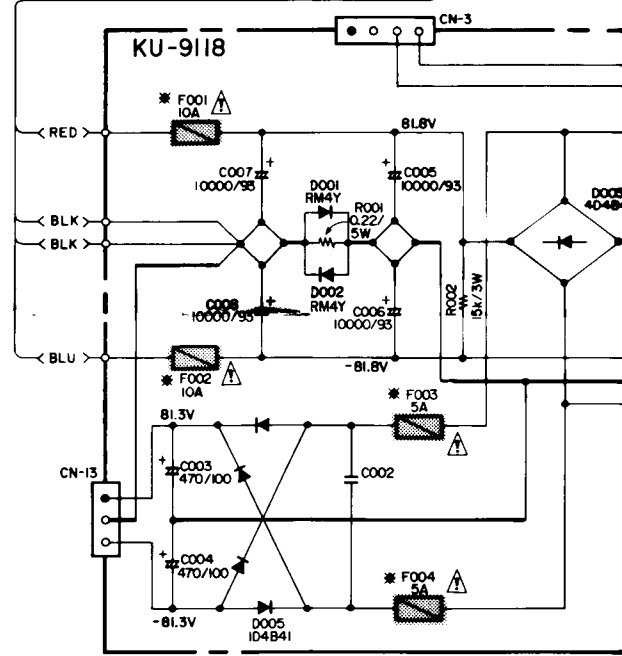 CN-3
KU-9118
※ F001
10A
81.8V
RED
C007
10000/93
C005
10000/93
D001
RM4Y
R001
0.22/
5W
BLK
BLK
D002
RM4Y
C008
10000/93
C006
10000/93
R002
15k/3W
BLU
-81.8V
※ F002
10A
※ F003
5A
81.3V
CN-13
C003
470/100
C002
C004
470/100
※ F004
5A
-81.3V
D005
1D4B41